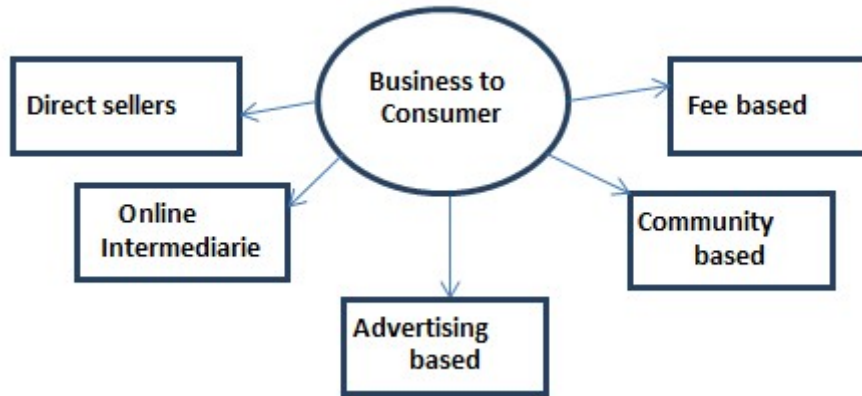 Business to
Consumer
Direct sellers
Fee based
Online
Intermediarie
Community
based
Advertising
based